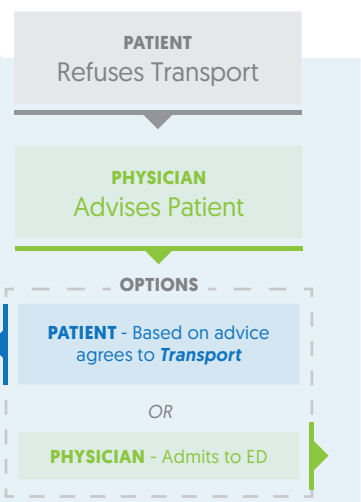 PATIENT
Refuses Transport
PHYSICIAN
Advises Patient
OPTIONS
PATIENT - Based on advice
agrees to Transport
OR
PHYSICIAN - Admits to ED